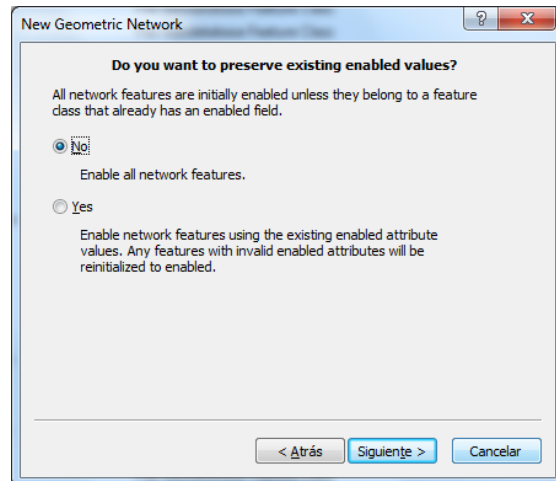 New Geometric Network
Do you want to preserve existing enabled values?
All network features are initially enabled unless they belong to a feature
class that already has an enabled field.
No
Enable all network features.
Yes
Enable network features using the existing enabled attribute
values. Any features with invalid enabled attributes will be
reinitialized to enabled.
< Atrás Siguiente > Cancelar